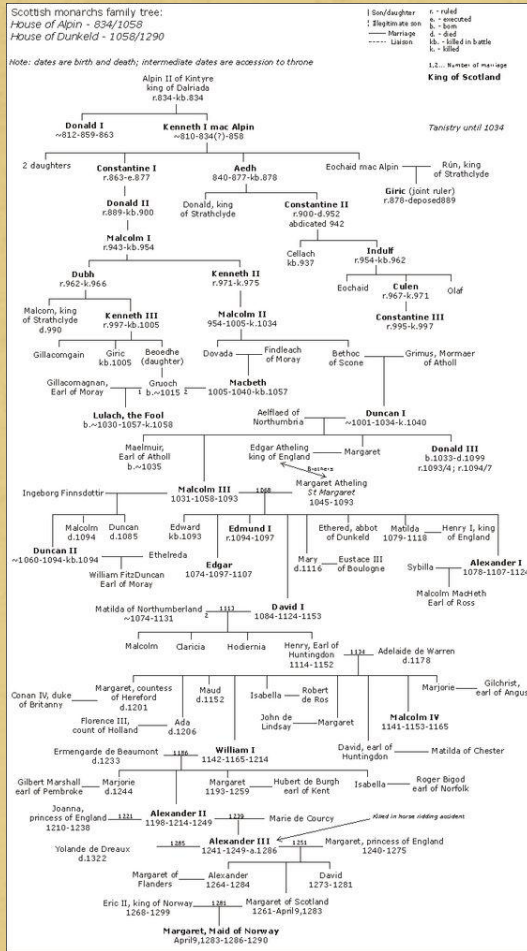 Scottish monarchs family tree:
House of Alpin - 834/1058
House of Dunkeld - 1058/1290
Note: dates are birth and death; intermediate dates are accession to throne
Son/daughter
Illegitimate son
Marriage
Liaison
r. - ruled
e. - executed
b. - born
d. - died
kb. - killed in battle
k. - killed
1,2... Number of marriage
King of Scotland
Tanistry until 1034
Alpin II of Kintyre
king of Dalriada
r.834-kb.834
Donald I
~812-859-863
Kenneth I mac Alpin
~810-834(?)-858
2 daughters
Constantine I
r.863-e.877
Aedh
840-877-kb.878
Eochaid mac Alpin
Rún, king
of Strathclyde
Giric (joint ruler)
r.878-deposed889
Donald II
r.889-kb.900
Donald, king of
Strathclyde
Constantine II
r.900-d.952
abdicated 942
Malcolm I
r.943-kb.954
Cellach
kb.937
Indulf
r.954-kb.962
Dubh
r.962-k.966
Kenneth II
r.971-k.975
Eochaid
Culen
r.967-k.971
Olaf
Malcom, king
of Strathclyde
d.990
Kenneth III
r.997-kb.1005
Malcolm II
954-1005-k.1034
Constantine III
r.995-k.997
Gillacomgain
Giric
kb.1005
Beoedhe
(daughter)
Dovada
Findleach
of Moray
Bethoc
of Scone
Grimus, Mormaer
of Atholl
Gillacomagnan,
Earl of Moray
1
Gruoch
b.~1015
2
Macbeth
1005-1040-kb.1057
Lulach, the Fool
b.~1030-1057-k.1058
Aelflaed of
Northumbria
Duncan I
~1001-1034-k.1040
Maelmuir,
Earl of Atholl
b.~1035
Edgar Atheling
king of England
Margaret
Donald III
b.1033-d.1099
r.1093/4; r.1094/7
Brothers
Ingeborg Finnsdottir
Malcolm III
1031-1058-1093
1068
Margaret Atheling
St Margaret
1045-1093
Malcolm
d.1094
Duncan
d.1085
Edward
kb.1093
Edmund I
r.1094-1097
Ethered, abbot
of Dunkeld
Matilda
1079-1118
Henry I, king
of England
Duncan II
~1060-1094-kb.1094
Ethelreda
William FitzDuncan
Earl of Moray
Edgar
1074-1097-1107
Mary
d.1116
Eustace III
of Boulogne
Sybilla
Alexander I
1078-1107-1124
Malcolm MacHeth
Earl of Ross
Matilda of Northumberland
~1074-1131
1113
2
David I
1084-1124-1153
Malcolm
Claricia
Hodiernia
Henry, Earl of
Huntingdon
1114-1152
1134
Adelaide de Warren
d.1178
Conan IV, duke
of Britanny
Margaret, countess
of Hereford
d.1201
Maud
d.1152
Isabella
Robert
de Ros
Malcolm IV
1141-1153-1165
Marjorie
Gilchrist,
earl of Angus
Florence III,
count of Holland
Ada
d.1206
John de
Lindsay
Margaret
David, earl of
Huntingdon
Matilda of Chester
Ermengarde de Beaumont
d.1233
1186
William I
1142-1165-1214
Gilbert Marshall
earl of Pembroke
Marjorie
d.1244
Margaret
1193-1259
Hubert de Burgh
earl of Kent
Isabella
Roger Bigod
earl of Norfolk
Joanna,
princess of England
1210-1238
1221
Alexander II
1198-1214-1249
1239
Marie de Courcy
Killed in horse ridding accident
Yolande de Dreaux
d.1322
1285
Alexander III
1241-1249-a.1286
1251
Margaret, princess of England
1240-1275
Margaret of
Flanders
Alexander
1264-1284
David
1273-1281
Eric II, king of Norway
1268-1299
1281
Margaret of Scotland
1261-April9,1283
Margaret, Maid of Norway
April9,1283-1286-1290